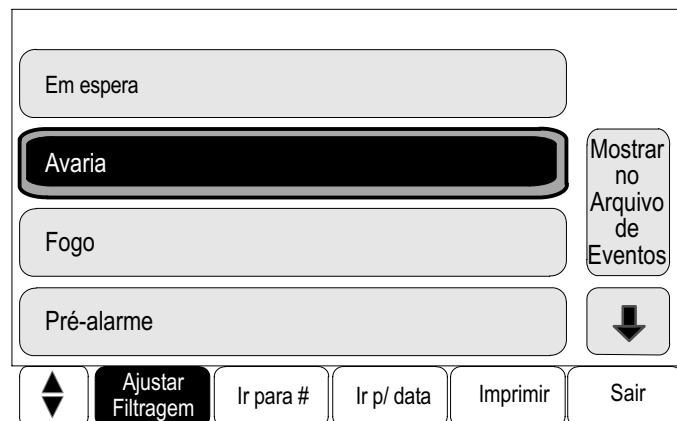 Em espera
Avaria
Fogo
Pré-alarme
Mostrar
no
Arquivo
de
Eventos
Ajustar
Filtragem
Ir para #
Ir p/ data
Imprimir
Sair